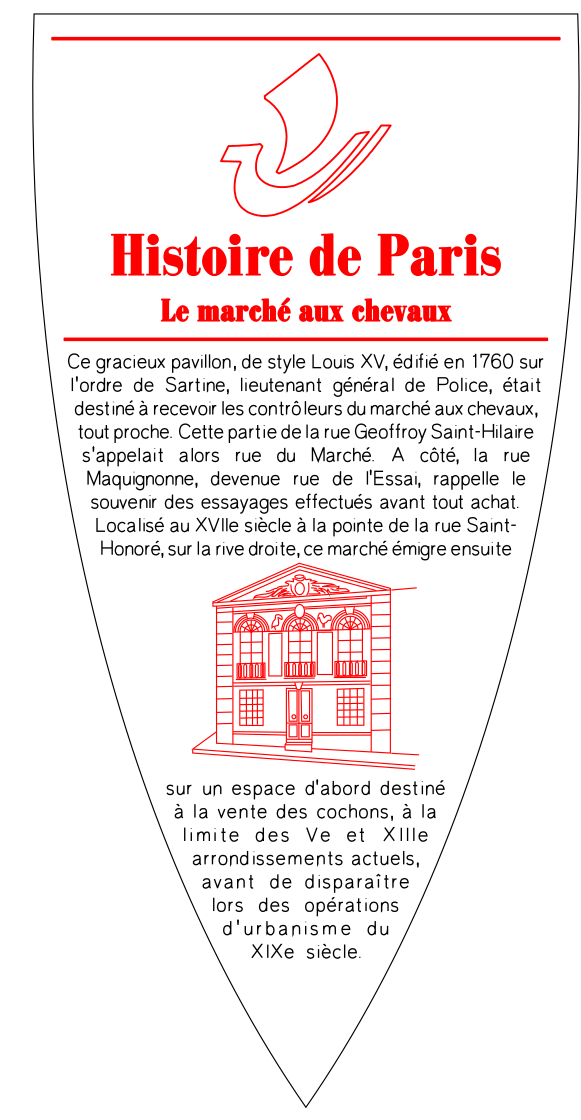 Histoire de Paris
Le marché aux chevaux
Ce gracieux pavillon, de style Louis XV, édifié en 1760 sur
l'ordre de Sartine, lieutenant général de Police, était
destiné à recevoir les contrôleurs du marché aux chevaux,
tout proche. Cette partie de la rue Geoffroy Saint-Hilaire
s'appelait alors rue du Marché. A côté, la rue
Maquignonne, devenue rue de l'Essai, rappelle le
souvenir des essayages effectués avant tout achat.
Localisé au XVIIe siècle à la pointe de la rue Saint-
Honoré, sur la rive droite, ce marché émigre ensuite
sur un espace d'abord destiné
à la vente des cochons, à la
limite des Ve et XIIIe
arrondissements actuels,
avant de disparaître
lors des opérations
d'urbanisme du
XIXe siècle.